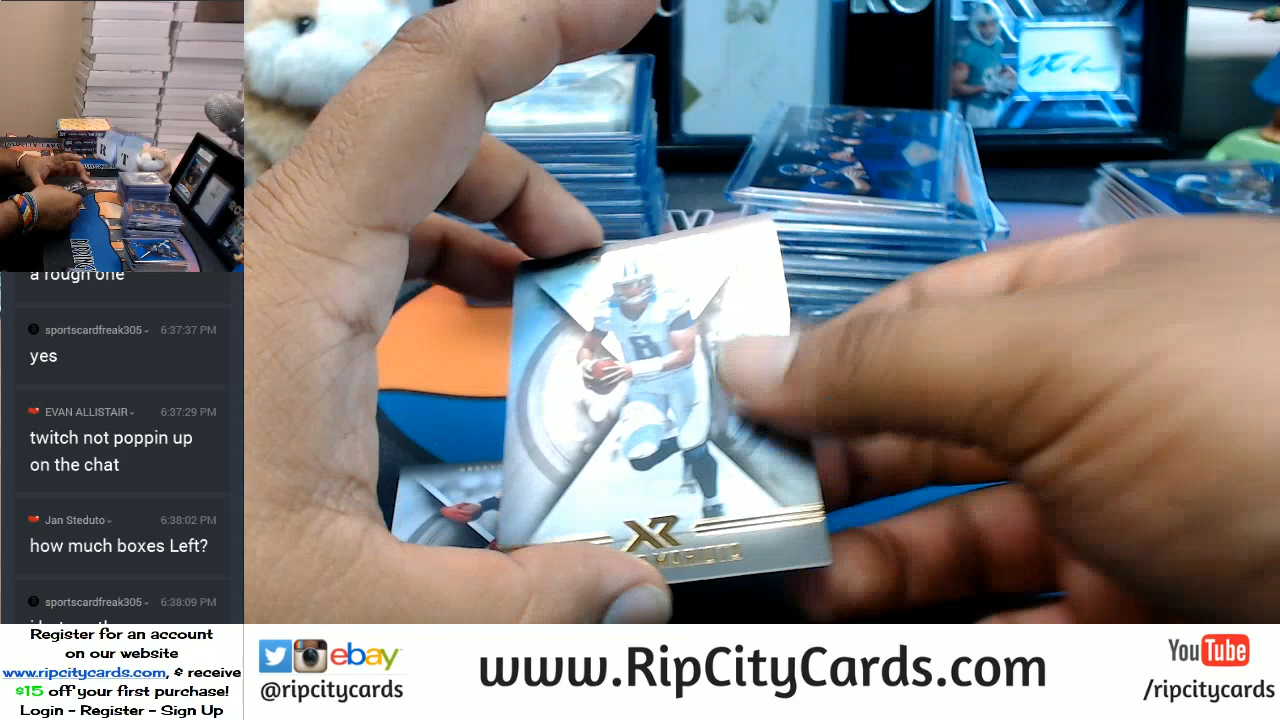 a rough one
sportscardfreak305
6:37:37 PM
yes
EVAN ALLISTAIR
6:37:29 PM
twitch not poppin up
on the chat
Jan Steduto
6:38:02 PM
how much boxes Left?
sportscardfreak305
6:38:09 PM
8
XR
Register for an account
on our website
www.ripcitycards.com, & receive
$15 off your first purchase!
Login - Register - Sign Up
ebay
@ripcitycards
www.RipCityCards.com
YouTube
/ripcitycards